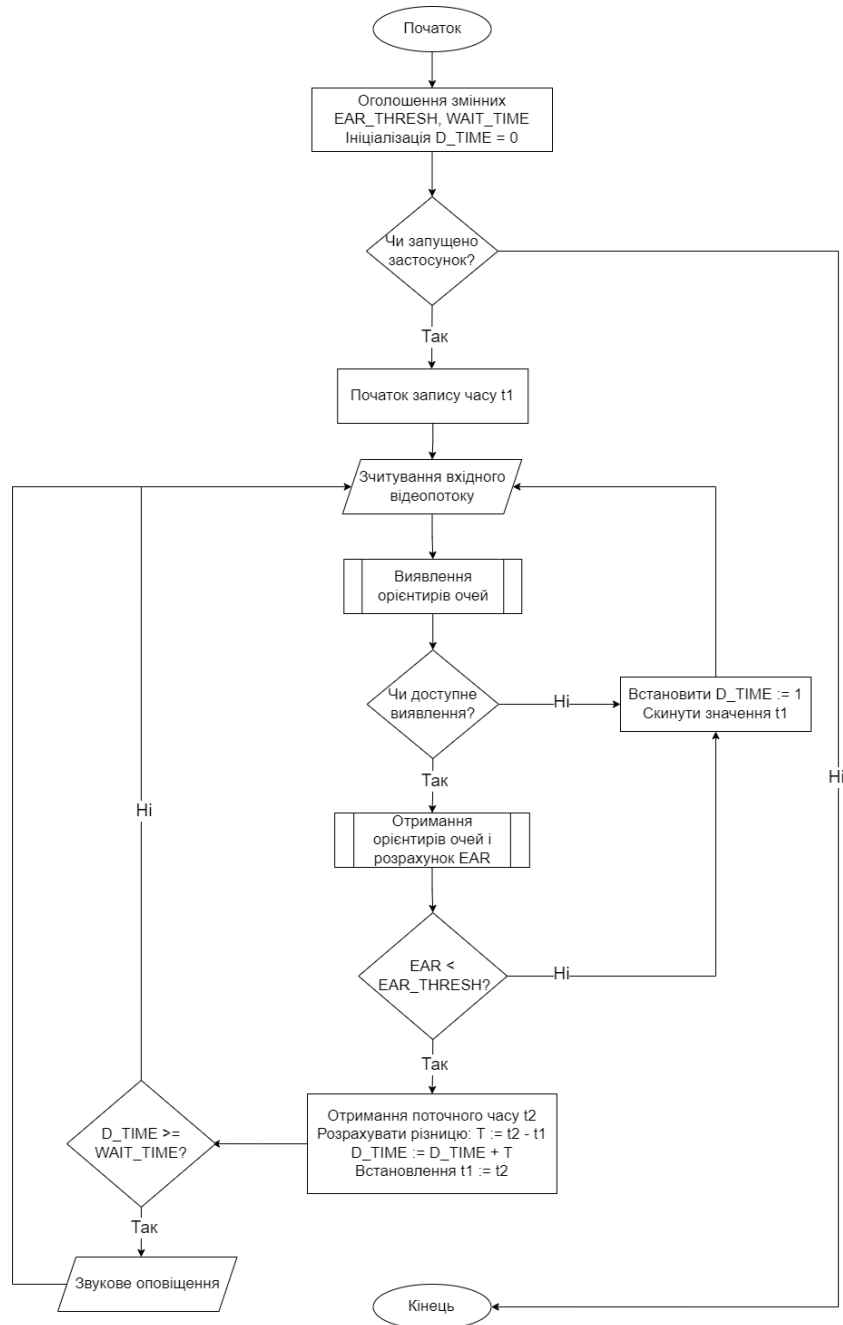 Початок
Оголошення змінних
EAR_THRESH, WAIT_TIME
Ініціалізація D_TIME = 0
Чи запущено
застосунок?
Так
Початок запису часу t1
Зчитування вхідного
відеопотоку
Виявлення
орієнтирів очей
Чи доступне
виявлення?
Ні
Встановити D_TIME := 1
Скинути значення t1
Так
Ні
Ні
Отримання
орієнтирів очей і
розрахунок EAR
EAR <
EAR_THRESH?
Ні
Так
Отримання поточного часу t2
Розрахувати різницю: T := t2 - t1
D_TIME := D_TIME + T
Встановлення t1 := t2
D_TIME >=
WAIT_TIME?
Так
Звукове оповіщення
Кінець